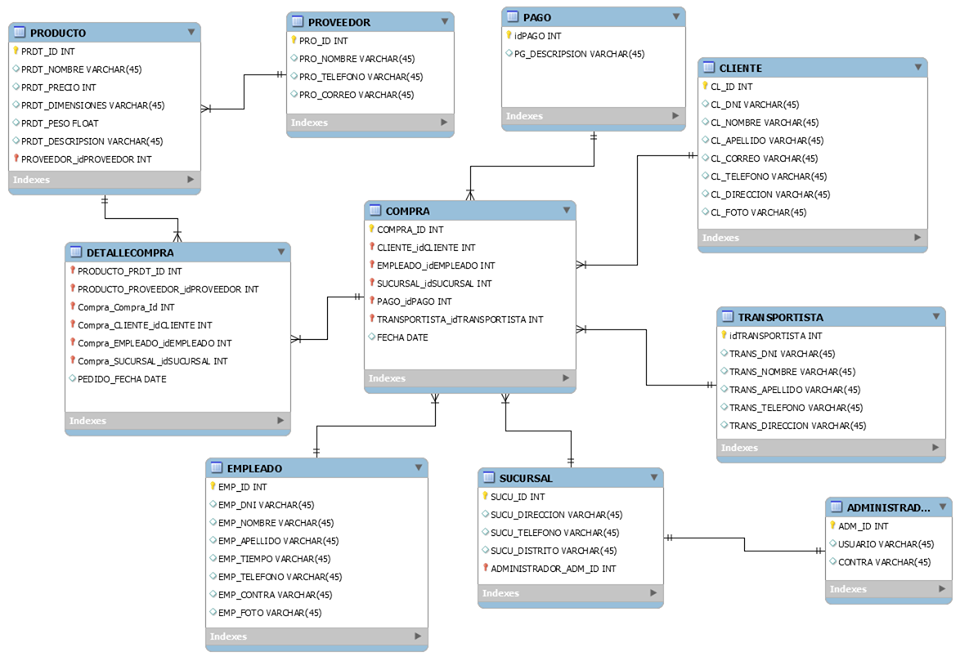 PRODUCTO
PRDT_ID INT
PRDT_NOMBRE VARCHAR(45)
PRDT_PRECIO INT
PRDT_DIMENSIONES VARCHAR(45)
PRDT_PESO FLOAT
PRDT_DESCRIPSION VARCHAR(45)
PROVEEDOR_idPROVEEDOR INT
Indexes
PROVEEDOR
PRO_ID INT
PRO_NOMBRE VARCHAR(45)
PRO_TELEFONO VARCHAR(45)
PRO_CORREO VARCHAR(45)
Indexes
PAGO
idPAGO INT
PG_DESCRIPSION VARCHAR(45)
Indexes
CLIENTE
CL_ID INT
CL_DNI VARCHAR(45)
CL_NOMBRE VARCHAR(45)
CL_APELLIDO VARCHAR(45)
CL_CORREO VARCHAR(45)
CL_TELEFONO VARCHAR(45)
CL_DIRECCION VARCHAR(45)
CL_FOTO VARCHAR(45)
Indexes
DETALLECOMPRA
PRODUCTO_PRDT_ID INT
PRODUCTO_PROVEEDOR_idPROVEEDOR INT
Compra_Compra_Id INT
Compra_CLIENTE_idCLIENTE INT
Compra_EMPLEADO_idEMPLEADO INT
Compra_SUCURSAL_idSUCURSAL INT
PEDIDO_FECHA DATE
Indexes
COMPRA
COMPRA_ID INT
CLIENTE_idCLIENTE INT
EMPLEADO_idEMPLEADO INT
SUCURSAL_idSUCURSAL INT
PAGO_idPAGO INT
TRANSPORTISTA_idTRANSPORTISTA INT
FECHA DATE
Indexes
TRANSPORTISTA
idTRANSPORTISTA INT
TRANS_DNI VARCHAR(45)
TRANS_NOMBRE VARCHAR(45)
TRANS_APELLIDO VARCHAR(45)
TRANS_TELEFONO VARCHAR(45)
TRANS_DIRECCION VARCHAR(45)
Indexes
EMPLEADO
EMP_ID INT
EMP_DNI VARCHAR(45)
EMP_NOMBRE VARCHAR(45)
EMP_APELLIDO VARCHAR(45)
EMP_TIEMPO VARCHAR(45)
EMP_TELEFONO VARCHAR(45)
EMP_CONTRA VARCHAR(45)
EMP_FOTO VARCHAR(45)
Indexes
SUCURSAL
SUCU_ID INT
SUCU_DIRECCION VARCHAR(45)
SUCU_TELEFONO VARCHAR(45)
SUCU_DISTRITO VARCHAR(45)
ADMINISTRADOR_ADM_ID INT
Indexes
ADMINISTRAD...
ADM_ID INT
USUARIO VARCHAR(45)
CONTRA VARCHAR(45)
Indexes